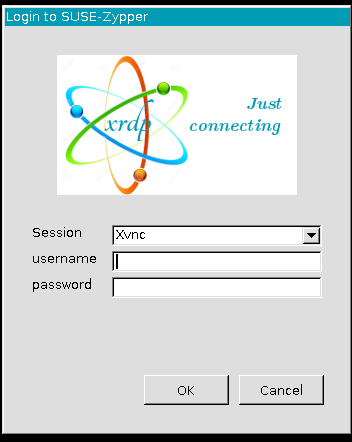 Login to SUSE-Zypper
xrdp
Just
connecting
Session
Xvnc
username
password
OK
Cancel